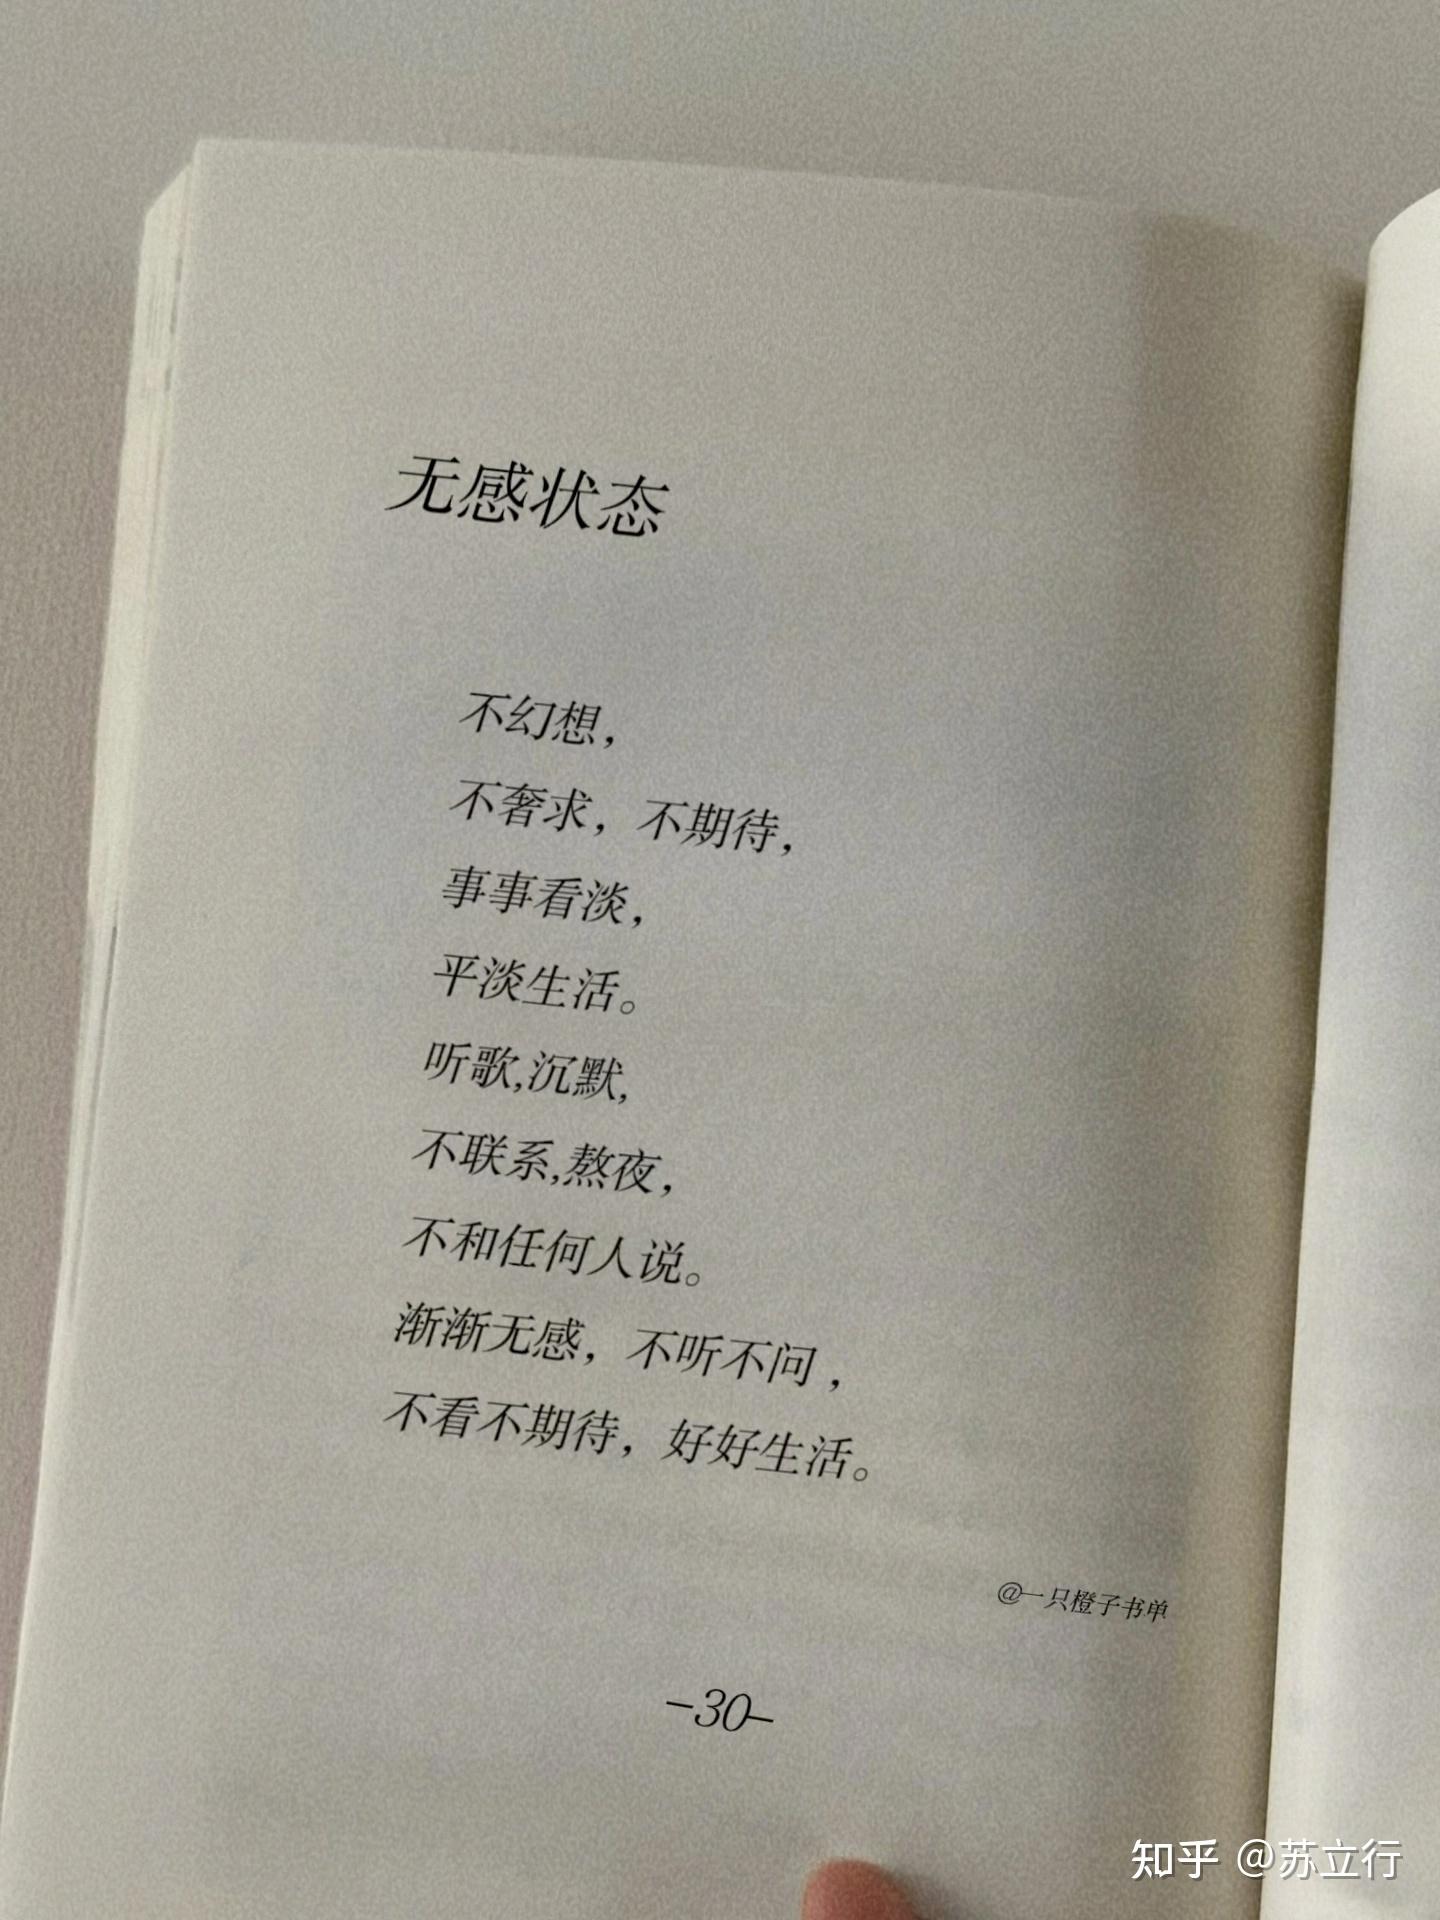 无感状态
不幻想，
不奢求，不期待，
事事看淡，
平淡生活。
听歌,沉默,
不联系,熬夜，
不和任何人说。
渐渐无感，不听不问，
不看不期待，好好生活。
@一只橙子书单
-30-
知乎 @苏立行